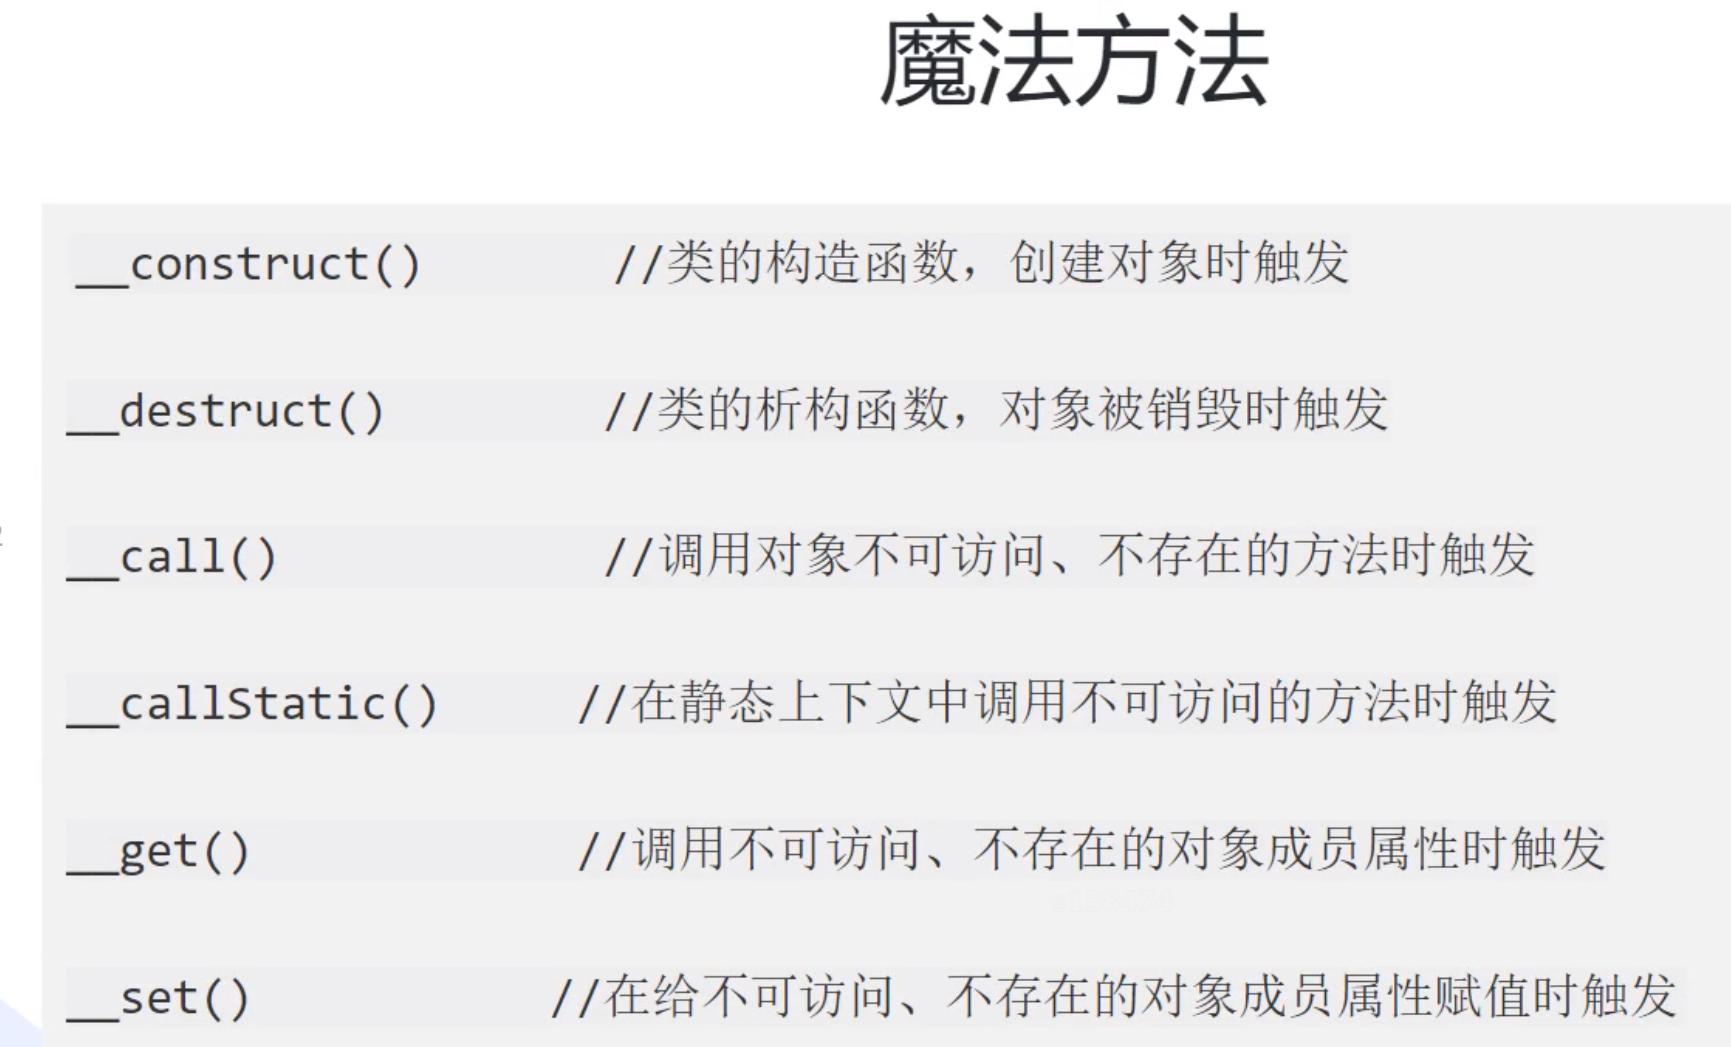 魔法方法
__construct() //类的构造函数，创建对象时触发
__destruct() //类的析构函数，对象被销毁时触发
__call() //调用对象不可访问、不存在的方法时触发
__callStatic() //在静态上下文中调用不可访问的方法时触发
__get() //调用不可访问、不存在的对象成员属性时触发
__set() //在给不可访问、不存在的对象成员属性赋值时触发